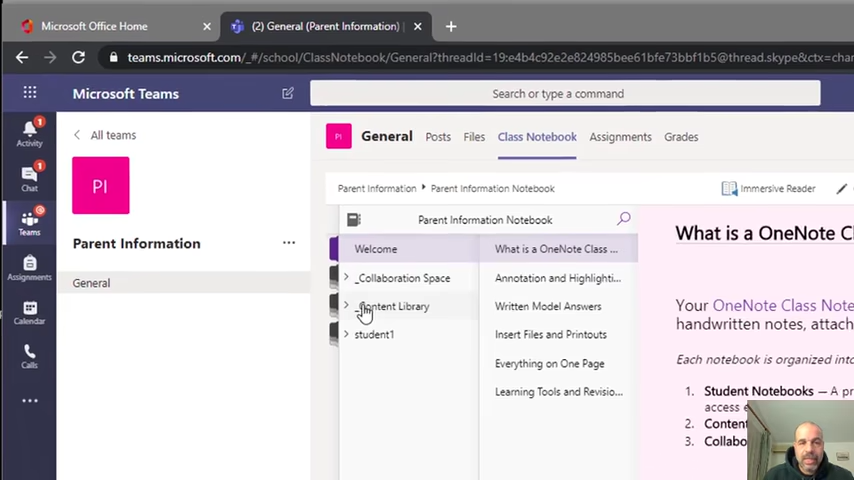 Microsoft Office Home
(2) General (Parent Information) |
teams.microsoft.com/_#/school/ClassNotebook/General?threadId=19:e4b4c92e2e824985bee61bfe73bbf1b5@thread.skype&ctx=chan
Microsoft Teams
Search or type a command
1
Activity
All teams
PI
General
Posts
Files
Class Notebook
Assignments
Grades
1
Chat
PI
Parent Information
Parent Information Notebook
Immersive Reader
Teams
Parent Information Notebook
What is a OneNote Cl
Parent Information
...
Welcome
What is a OneNote Class ...
Assignments
General
_Collaboration Space
Annotation and Highlighti...
Calendar
_Content Library
Written Model Answers
Your OneNote Class Note
handwritten notes, attach
student1
Insert Files and Printouts
Calls
Everything on One Page
Each notebook is organized into
...
Learning Tools and Revisio...
1. Student Notebooks — A pr
access
2. Conten
3. Collabo